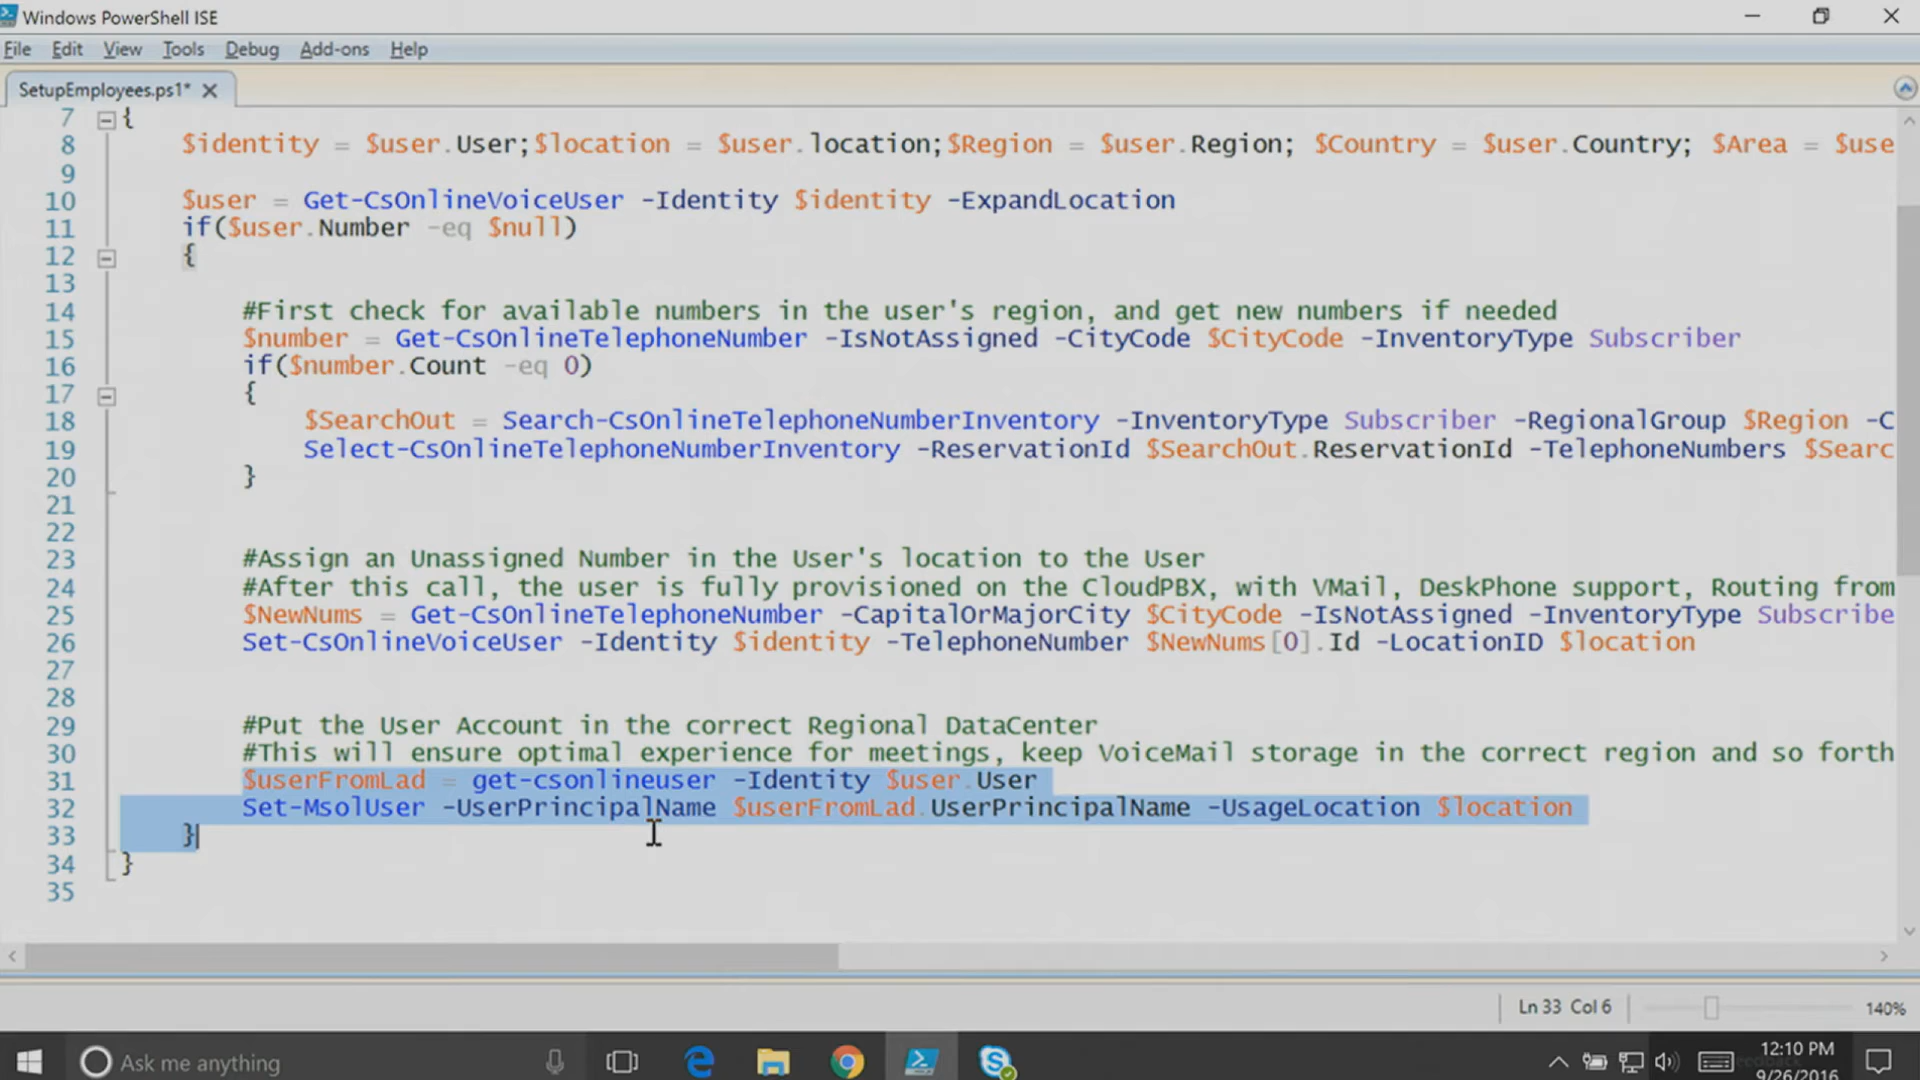 Windows PowerShell ISE
File Edit View Tools Debug Add-ons Help
SetupEmployees.ps1*
7 {
8 $identity = $user.User;$location = $user.location;$Region = $user.Region; $Country = $user.Country; $Area = $use
9
10 $user = Get-CsOnlineVoiceUser -Identity $identity -ExpandLocation
11 if($user.Number -eq $null)
12 {
13
14 #First check for available numbers in the user's region, and get new numbers if needed
15 $number = Get-CsOnlineTelephoneNumber -IsNotAssigned -CityCode $CityCode -InventoryType Subscriber
16 if($number.Count -eq 0)
17 {
18 $SearchOut = Search-CsOnlineTelephoneNumberInventory -InventoryType Subscriber -RegionalGroup $Region -C
19 Select-CsOnlineTelephoneNumberInventory -ReservationId $SearchOut.ReservationId -TelephoneNumbers $Searc
20 }
21
22
23 #Assign an Unassigned Number in the User's location to the User
24 #After this call, the user is fully provisioned on the CloudPBX, with VMail, DeskPhone support, Routing from
25 $NewNums = Get-CsOnlineTelephoneNumber -CapitalOrMajorCity $CityCode -IsNotAssigned -InventoryType Subscribe
26 Set-CsOnlineVoiceUser -Identity $identity -TelephoneNumber $NewNums[0].Id -LocationID $location
27
28
29 #Put the User Account in the correct Regional DataCenter
30 #This will ensure optimal experience for meetings, keep VoiceMail storage in the correct region and so forth
31 $userFromLad = get-csonlineuser -Identity $user.User
32 Set-MsolUser -UserPrincipalName $userFromLad.UserPrincipalName -UsageLocation $location
33 }
34 }
35
Ln 33 Col 6 140%
Ask me anything
12:10 PM
9/26/2016